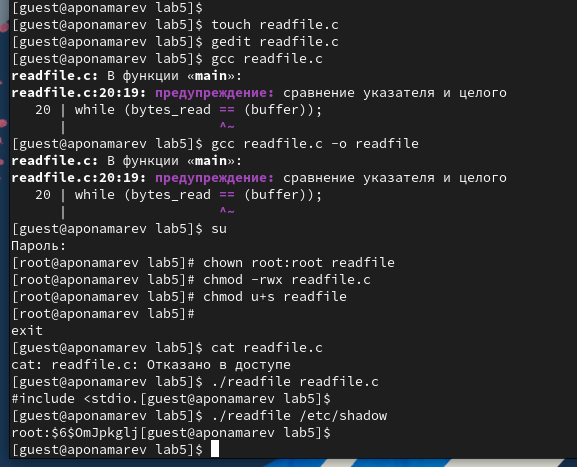 [guest@aponamarev lab5]$
[guest@aponamarev lab5]$ touch readfile.c
[guest@aponamarev lab5]$ gedit readfile.c
[guest@aponamarev lab5]$ gcc readfile.c
readfile.c: В функции «main»:
readfile.c:20:19: предупреждение: сравнение указателя и целого
   20 | while (bytes_read == (buffer));
      |                   ^~
[guest@aponamarev lab5]$ gcc readfile.c -o readfile
readfile.c: В функции «main»:
readfile.c:20:19: предупреждение: сравнение указателя и целого
   20 | while (bytes_read == (buffer));
      |                   ^~
[guest@aponamarev lab5]$ su
Пароль:
[root@aponamarev lab5]# chown root:root readfile
[root@aponamarev lab5]# chmod -rwx readfile.c
[root@aponamarev lab5]# chmod u+s readfile
[root@aponamarev lab5]#
exit
[guest@aponamarev lab5]$ cat readfile.c
cat: readfile.c: Отказано в доступе
[guest@aponamarev lab5]$ ./readfile readfile.c
#include <stdio.[guest@aponamarev lab5]$
[guest@aponamarev lab5]$ ./readfile /etc/shadow
root:$6$OmJpkglj[guest@aponamarev lab5]$
[guest@aponamarev lab5]$